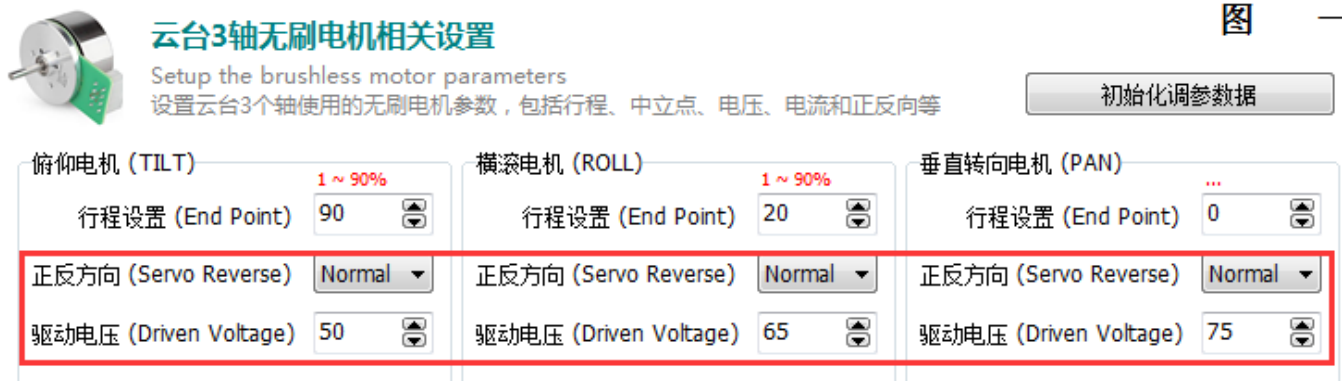 云台3轴无刷电机相关设置
图
Setup the brushless motor parameters
设置云台3个轴使用的无刷电机参数，包括行程、中立点、电压、电流和正反向等
初始化调参数据
俯仰电机 (TILT)
1 ~ 90%
行程设置 (End Point) 90
正反方向 (Servo Reverse) Normal
驱动电压 (Driven Voltage) 50
横滚电机 (ROLL)
1 ~ 90%
行程设置 (End Point) 20
正反方向 (Servo Reverse) Normal
驱动电压 (Driven Voltage) 65
垂直转向电机 (PAN)
...
行程设置 (End Point) 0
正反方向 (Servo Reverse) Normal
驱动电压 (Driven Voltage) 75